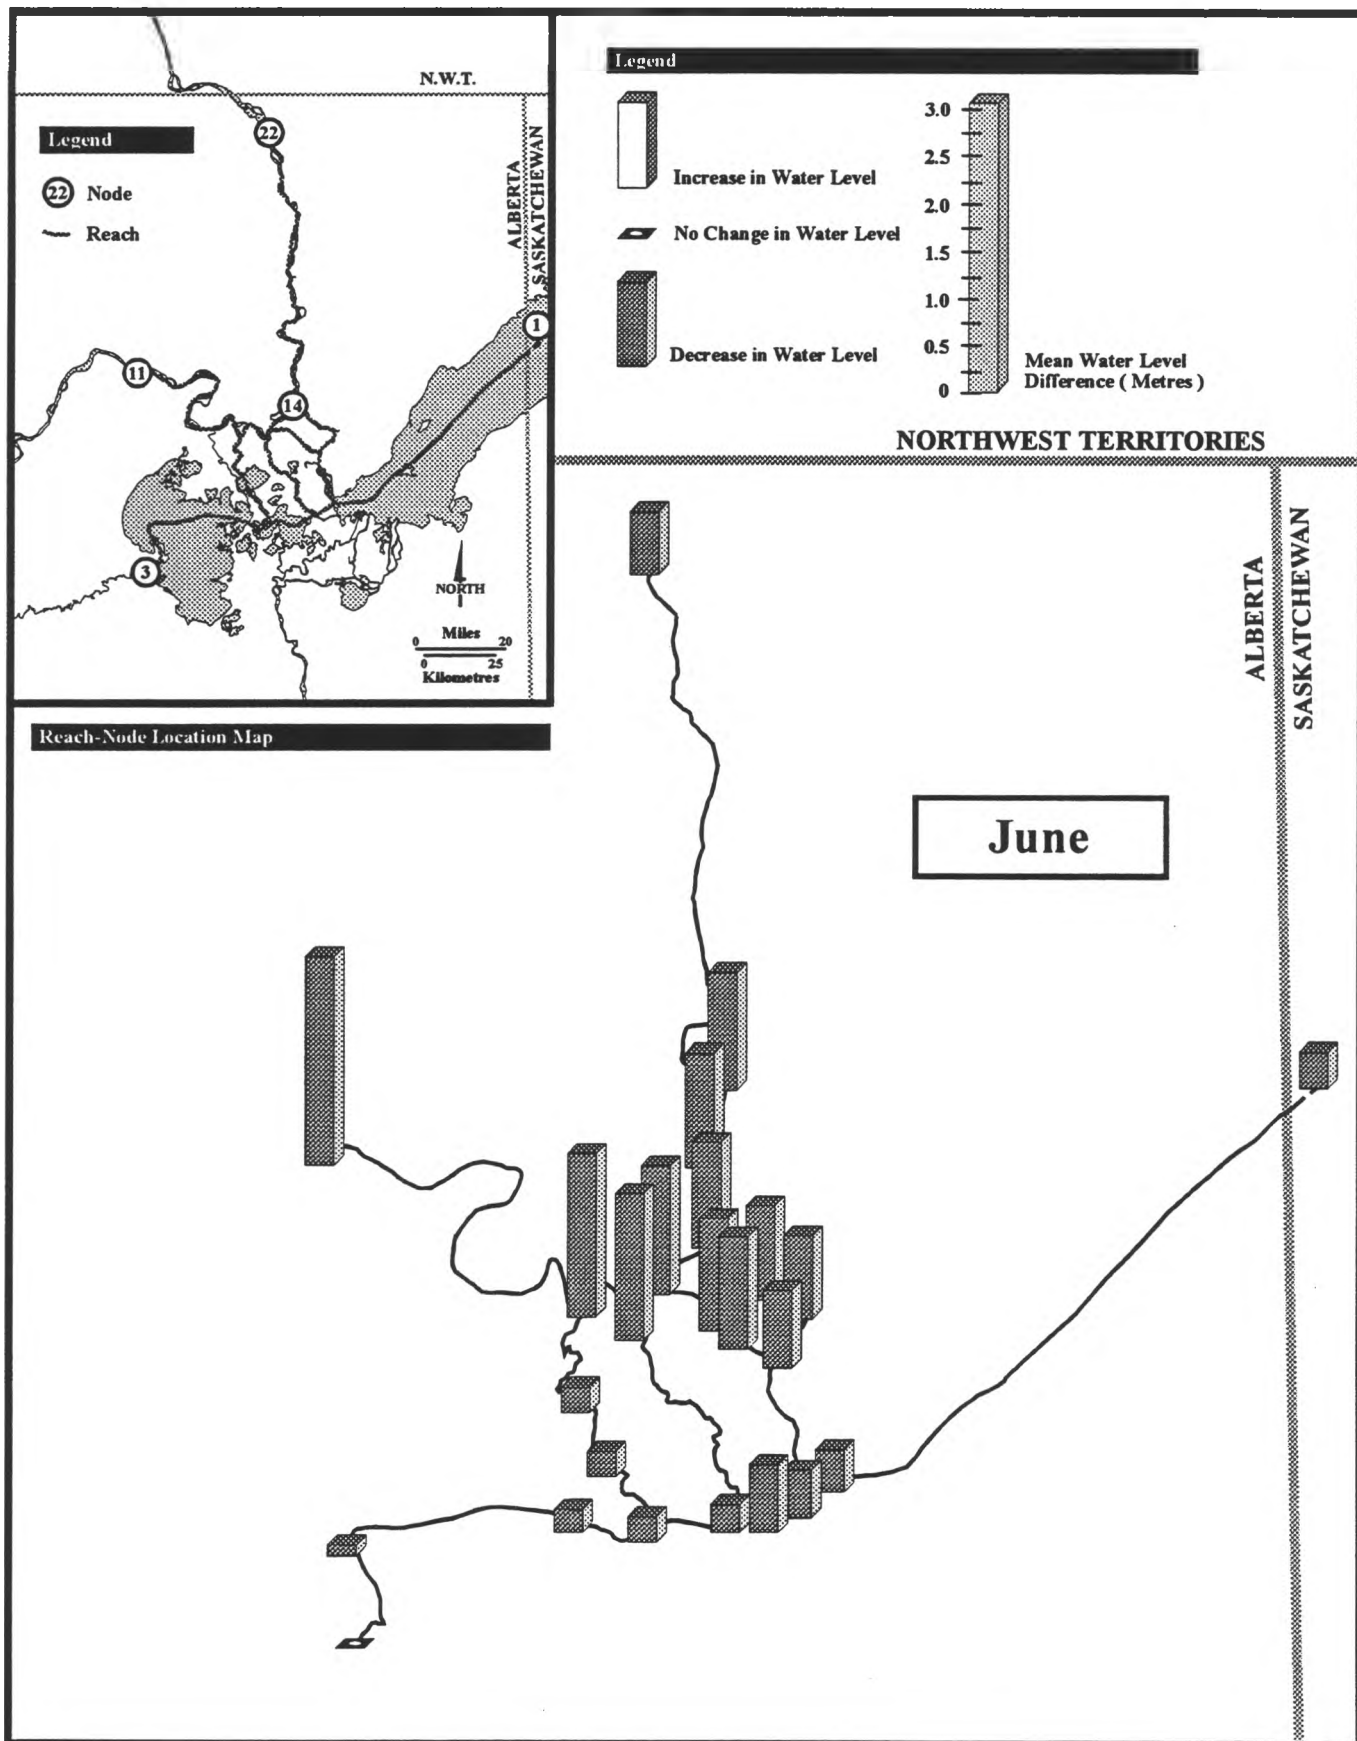 N.W.T.
Legend
22
22 Node
Reach
ALBERTA
SASKATCHEWAN
1
11
14
3
NORTH
0 Miles 20
0 25
Kilometres
Reach-Node Location Map
Legend
Increase in Water Level
No Change in Water Level
Decrease in Water Level
3.0
2.5
2.0
1.5
1.0
0.5
0
Mean Water Level
Difference ( Metres )
NORTHWEST TERRITORIES
ALBERTA
SASKATCHEWAN
June